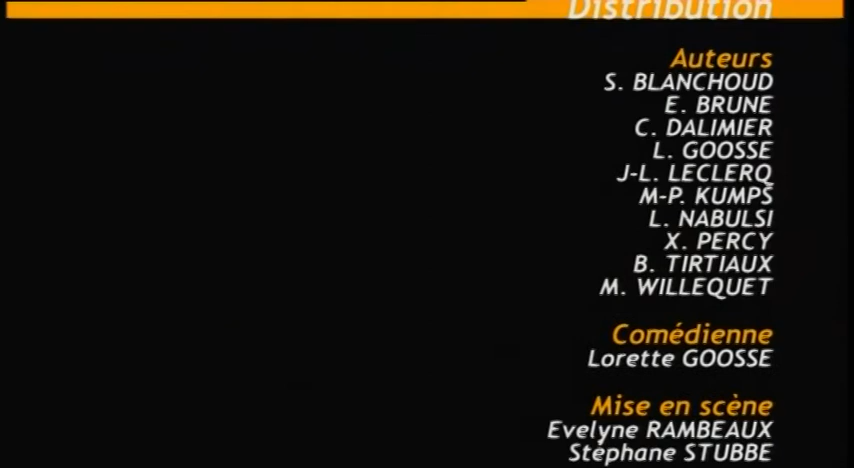 Distribution
Auteurs
S. BLANCHOUD
E. BRUNE
C. DALIMIER
L. GOOSSE
J-L. LECLERQ
M-P. KUMPS
L. NABULSI
X. PERCY
B. TIRTIAUX
M. WILLEQUET
Comédienne
Lorette GOOSSE
Mise en scène
Evelyne RAMBEAUX
Stéphane STUBBE